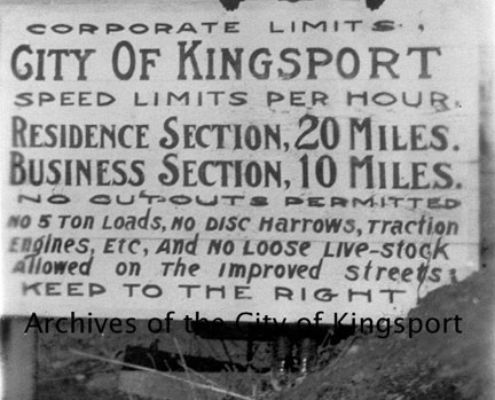 CORPORATE LIMITS.
CITY OF KINGSPORT
SPEED LIMITS PER HOUR.
RESIDENCE SECTION, 20 MILES.
BUSINESS SECTION, 10 MILES.
NO CUT-OUTS PERMITTED
NO 5 TON LOADS, NO DISC HARROWS, TRACTION
ENGINES, ETC, AND NO LOOSE LIVE-STOCK
ALLOWED ON THE IMPROVED STREETS;
KEEP TO THE RIGHT
Archives of the City of Kingsport